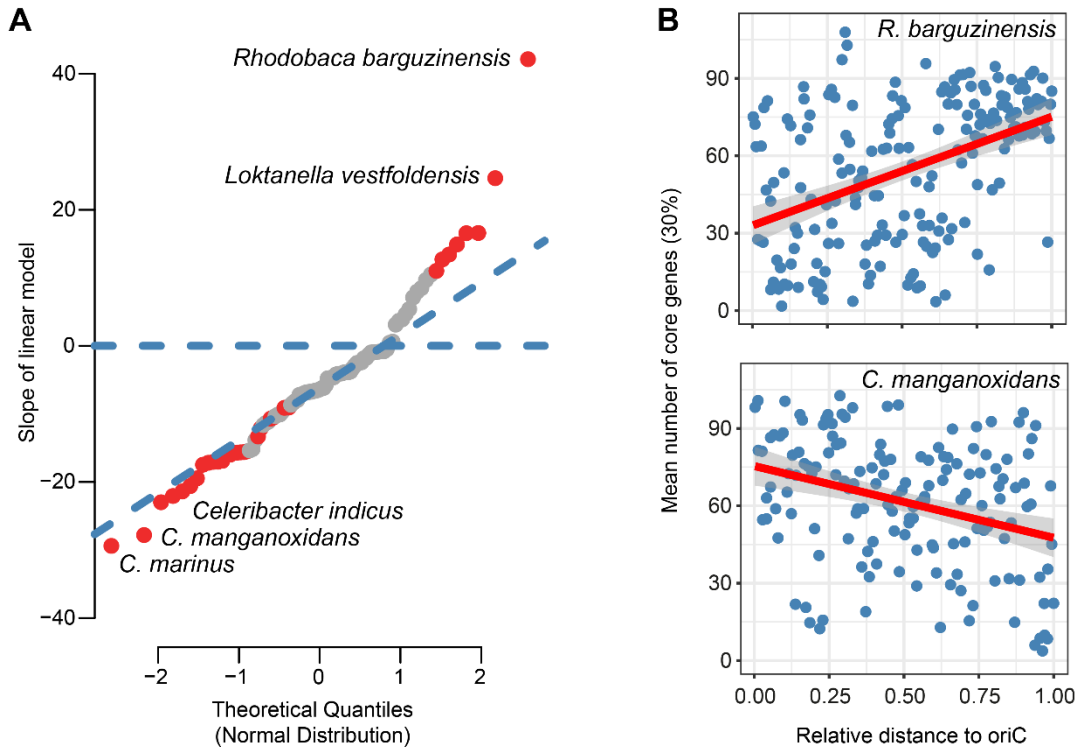 A
Slope of linear model
40
20
0
−20
−40
Rhodobaca barguzinensis
Loktanella vestfoldensis
Celeribacter indicus
C. manganoxidans
C. marinus
−2
−1
0
1
2
Theoretical Quantiles
(Normal Distribution)
B
Mean number of core genes (30%)
R. barguzinensis
90
60
30
0
C. manganoxidans
90
60
30
0
0.00
0.25
0.50
0.75
1.00
Relative distance to oriC